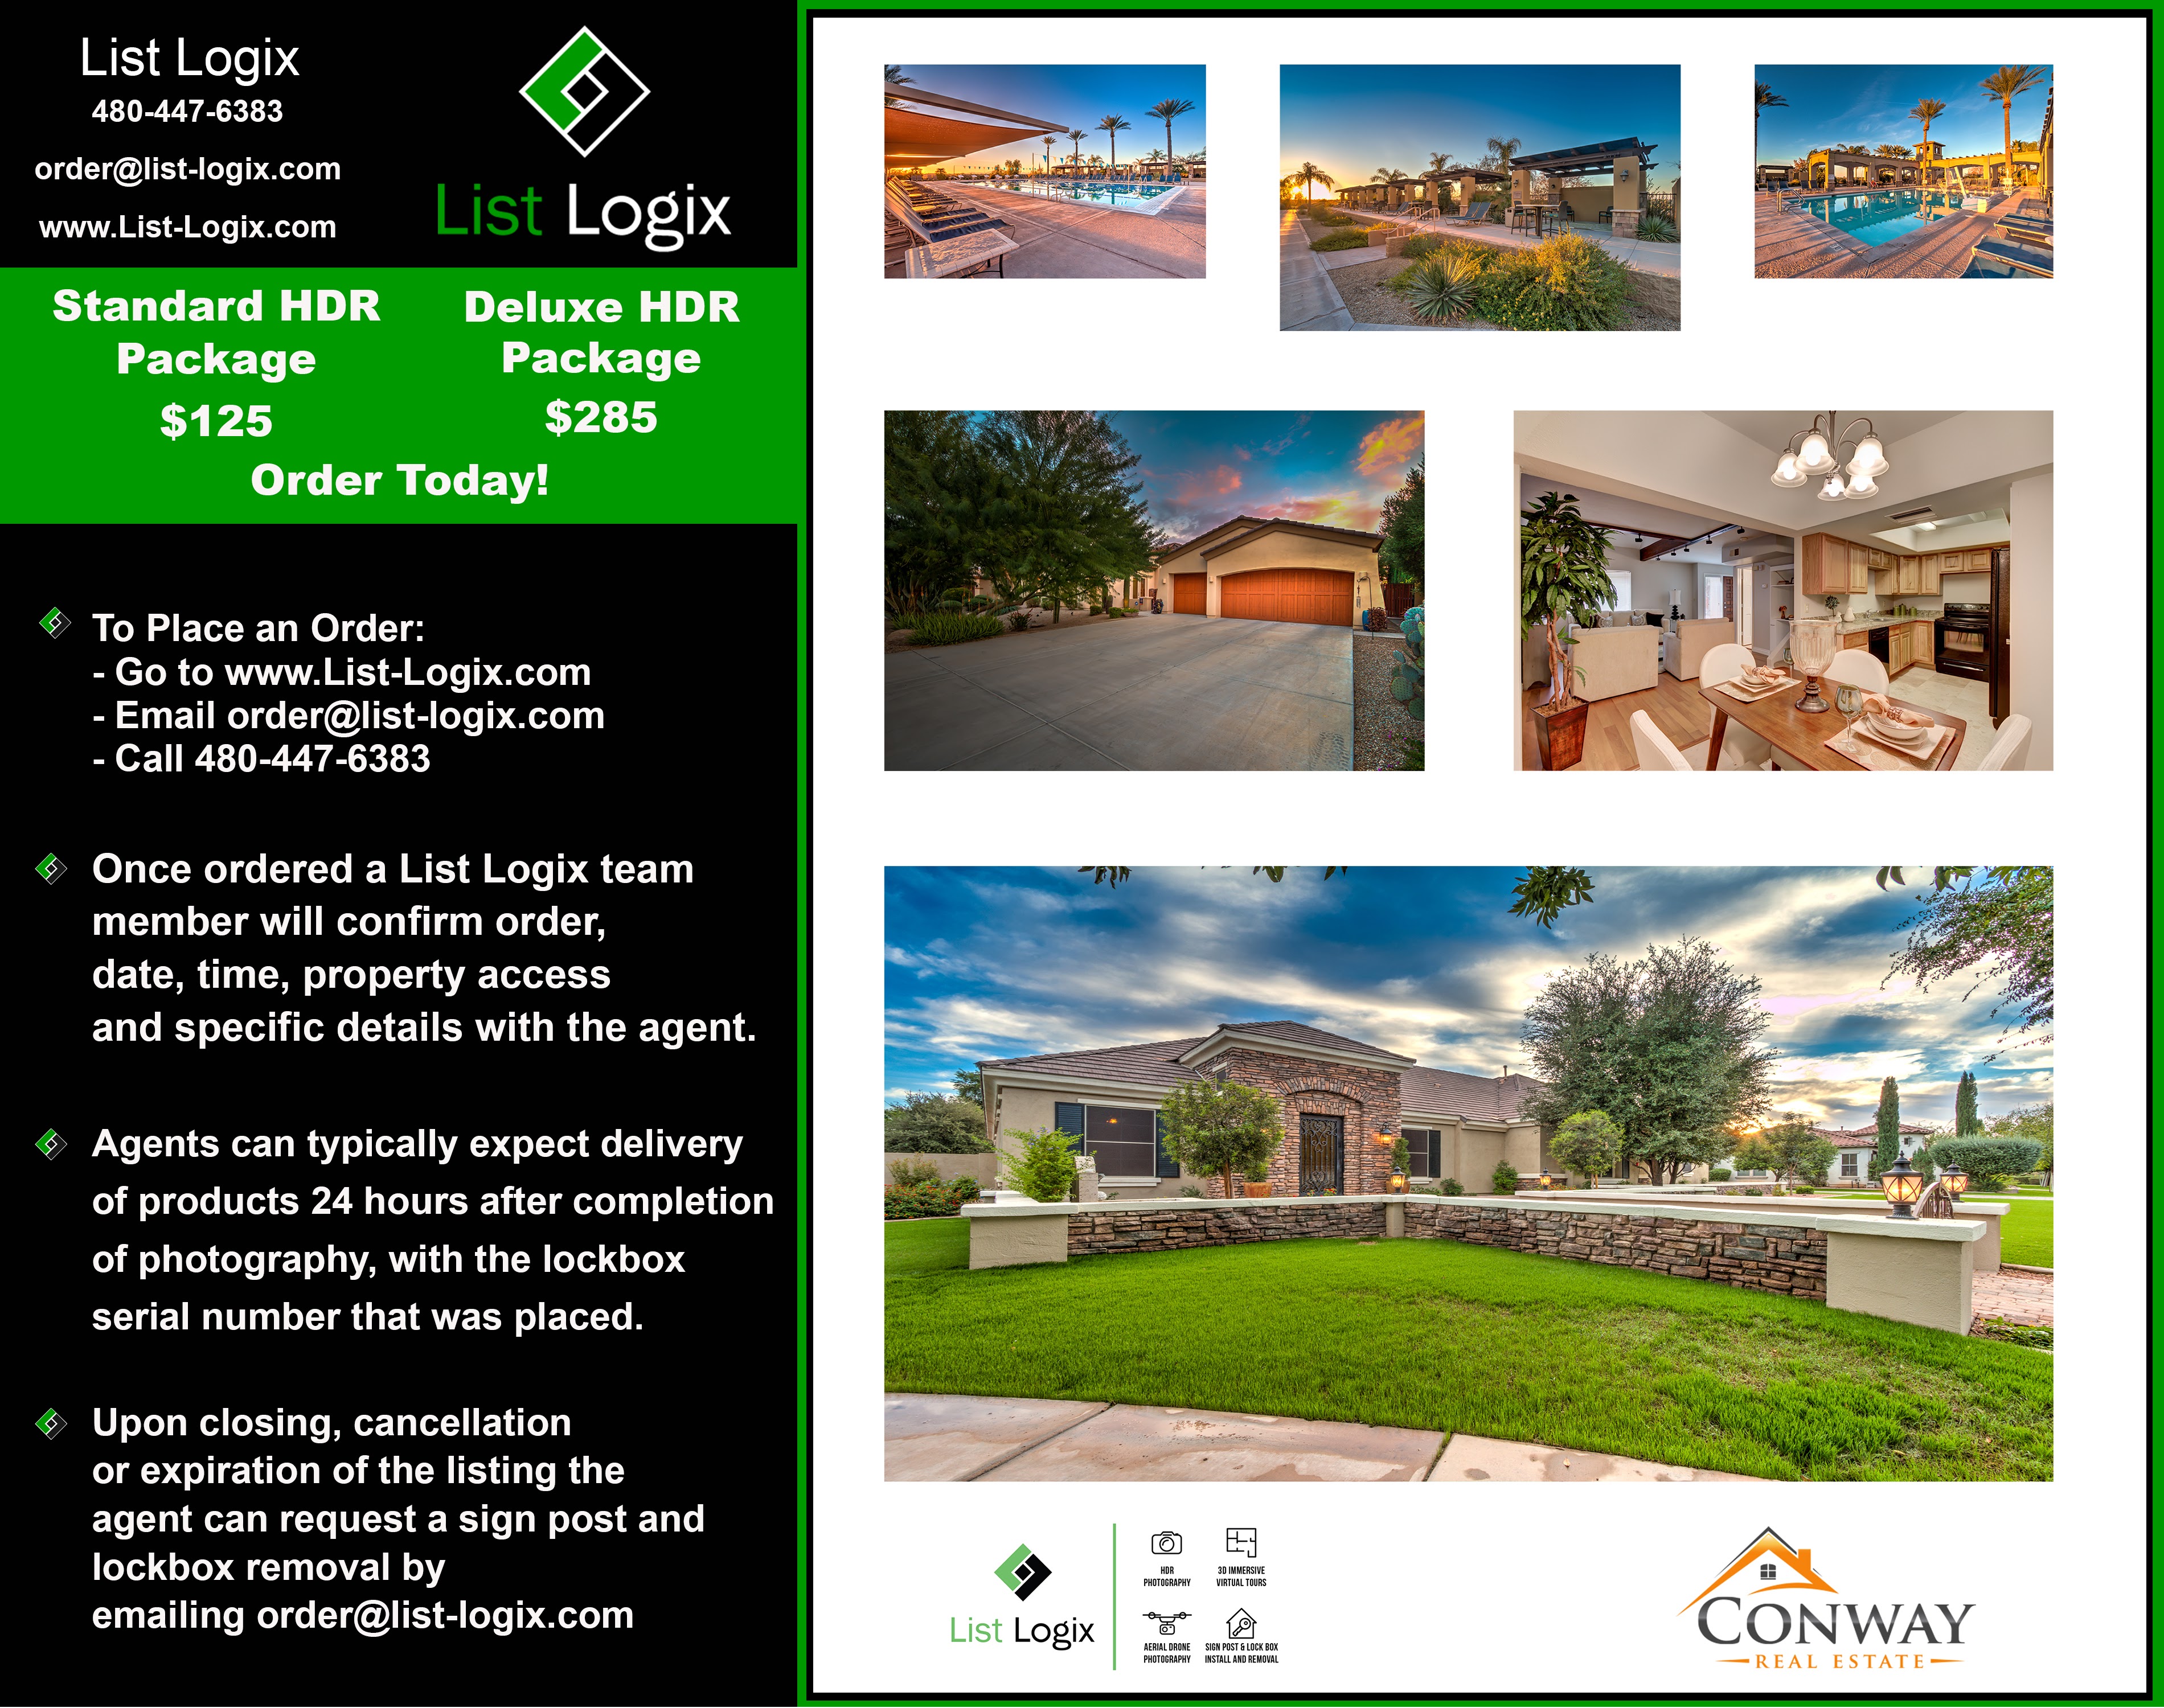 List Logix
480-447-6383
order@list-logix.com
www.List-Logix.com
List Logix
Standard HDR
Package
$125
Deluxe HDR
Package
$285
Order Today!
To Place an Order:
- Go to www.List-Logix.com
- Email order@list-logix.com
- Call 480-447-6383
Once ordered a List Logix team
member will confirm order,
date, time, property access
and specific details with the agent.
Agents can typically expect delivery
of products 24 hours after completion
of photography, with the lockbox
serial number that was placed.
Upon closing, cancellation
or expiration of the listing the
agent can request a sign post and
lockbox removal by
emailing order@list-logix.com
List Logix
HDR
PHOTOGRAPHY
3D IMMERSIVE
VIRTUAL TOURS
AERIAL DRONE
PHOTOGRAPHY
SIGN POST & LOCK BOX
INSTALL AND REMOVAL
CONWAY
REAL ESTATE